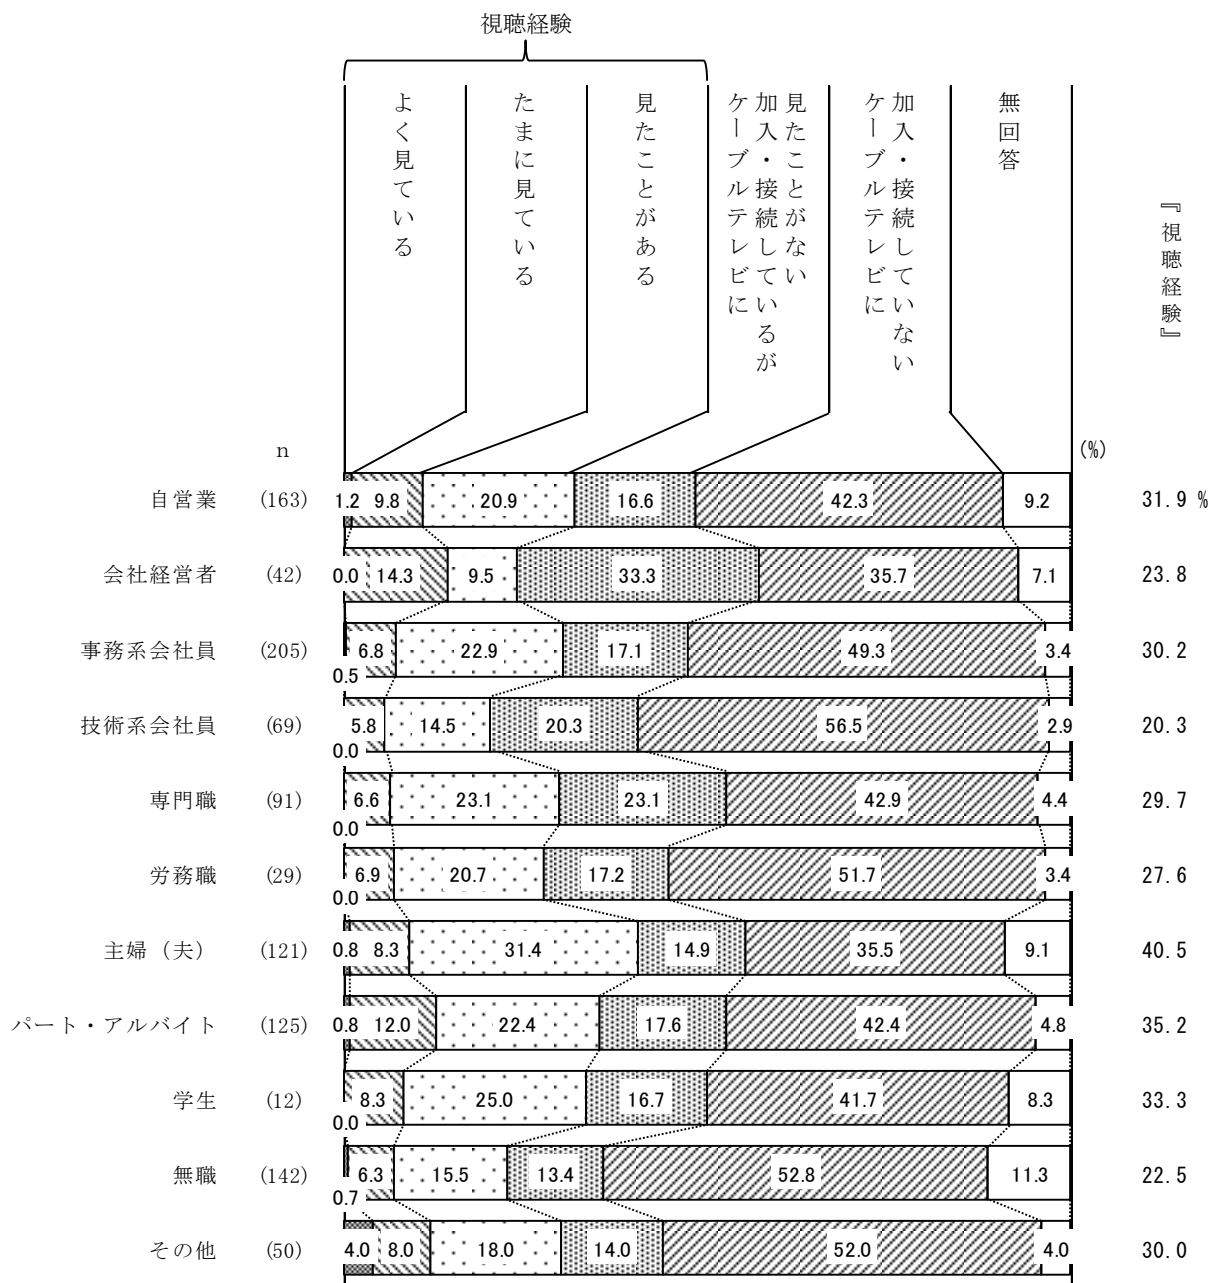 視聴経験
よく見ている
たまに見ている
見たことがある
ケーブルテレビに
加入・接続しているが
見たことがない
ケーブルテレビに
加入・接続していない
無回答
『視聴経験』
n
(%)
自営業 (163) 1.2 9.8 20.9 16.6 42.3 9.2 31.9 %
会社経営者 (42) 0.0 14.3 9.5 33.3 35.7 7.1 23.8
事務系会社員 (205) 0.5 6.8 22.9 17.1 49.3 3.4 30.2
技術系会社員 (69) 0.0 5.8 14.5 20.3 56.5 2.9 20.3
専門職 (91) 0.0 6.6 23.1 23.1 42.9 4.4 29.7
労務職 (29) 0.0 6.9 20.7 17.2 51.7 3.4 27.6
主婦（夫） (121) 0.8 8.3 31.4 14.9 35.5 9.1 40.5
パート・アルバイト (125) 0.8 12.0 22.4 17.6 42.4 4.8 35.2
学生 (12) 0.0 8.3 25.0 16.7 41.7 8.3 33.3
無職 (142) 0.7 6.3 15.5 13.4 52.8 11.3 22.5
その他 (50) 4.0 8.0 18.0 14.0 52.0 4.0 30.0